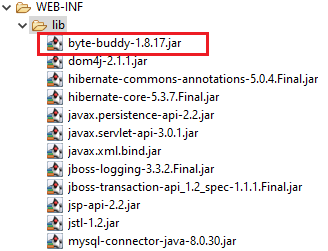 WEB-INF
lib
byte-buddy-1.8.17.jar
dom4j-2.1.1.jar
hibernate-commons-annotations-5.0.4.Final.jar
hibernate-core-5.3.7.Final.jar
javax.persistence-api-2.2.jar
javax.servlet-api-3.0.1.jar
javax.xml.bind.jar
jboss-logging-3.3.2.Final.jar
jboss-transaction-api_1.2_spec-1.1.1.Final.jar
jsp-api-2.2.jar
jstl-1.2.jar
mysql-connector-java-8.0.30.jar